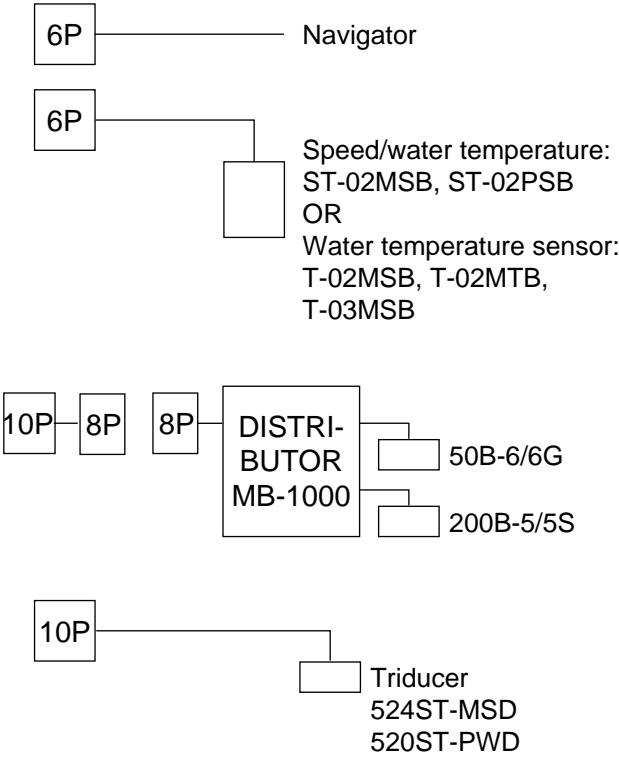 6P
Navigator
6P
Speed/water temperature:
ST-02MSB, ST-02PSB
OR
Water temperature sensor:
T-02MSB, T-02MTB,
T-03MSB
10P
8P
8P
DISTRI-
BUTOR
MB-1000
50B-6/6G
200B-5/5S
10P
Triducer
524ST-MSD
520ST-PWD